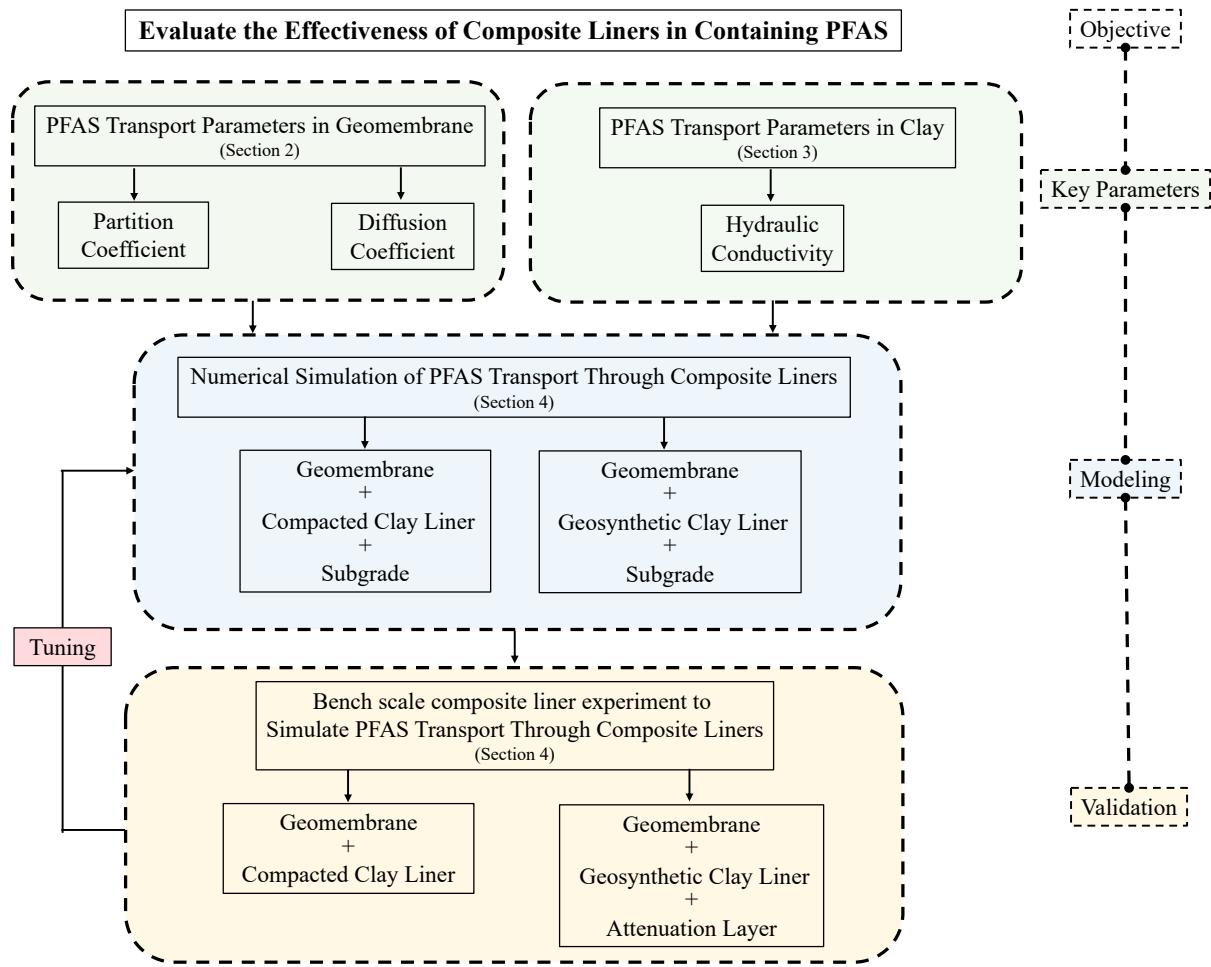 Evaluate the Effectiveness of Composite Liners in Containing PFAS
Objective
PFAS Transport Parameters in Geomembrane
(Section 2)
Partition
Coefficient
Diffusion
Coefficient
PFAS Transport Parameters in Clay
(Section 3)
Hydraulic
Conductivity
Key Parameters
Numerical Simulation of PFAS Transport Through Composite Liners
(Section 4)
Geomembrane
+
Compacted Clay Liner
+
Subgrade
Geomembrane
+
Geosynthetic Clay Liner
+
Subgrade
Modeling
Tuning
Bench scale composite liner experiment to
Simulate PFAS Transport Through Composite Liners
(Section 4)
Geomembrane
+
Compacted Clay Liner
Geomembrane
+
Geosynthetic Clay Liner
+
Attenuation Layer
Validation